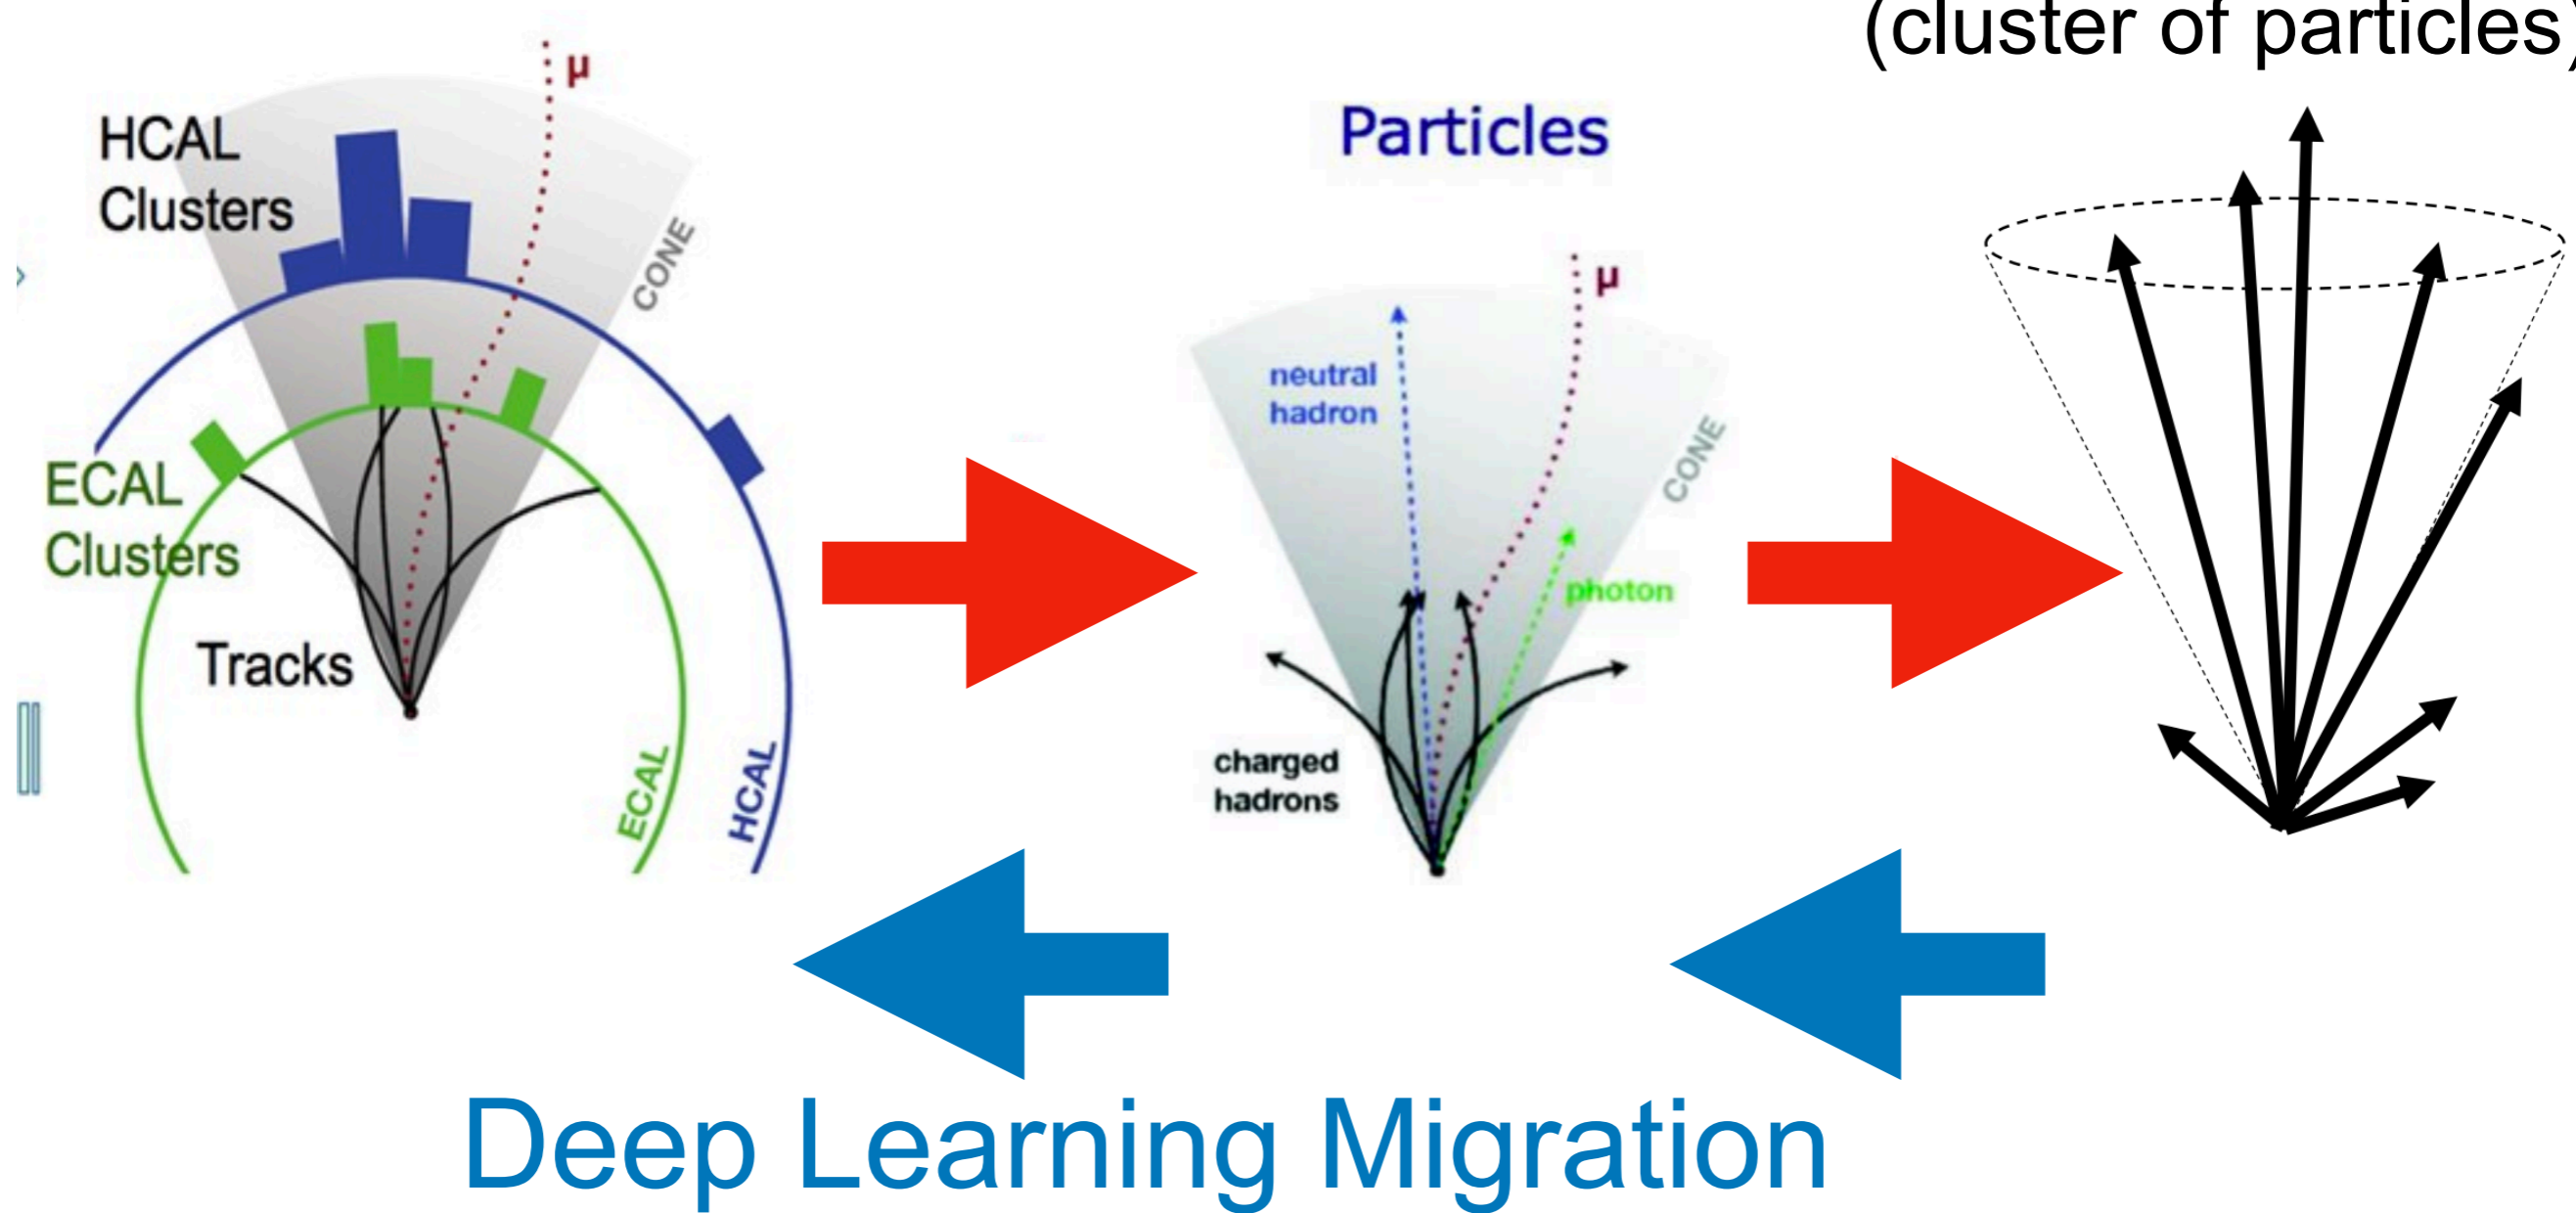 (cluster of particles)
μ
HCAL
Clusters
CONE
ECAL
Clusters
Tracks
ECAL
HCAL
Particles
μ
neutral
hadron
CONE
photon
charged
hadrons
Deep Learning Migration